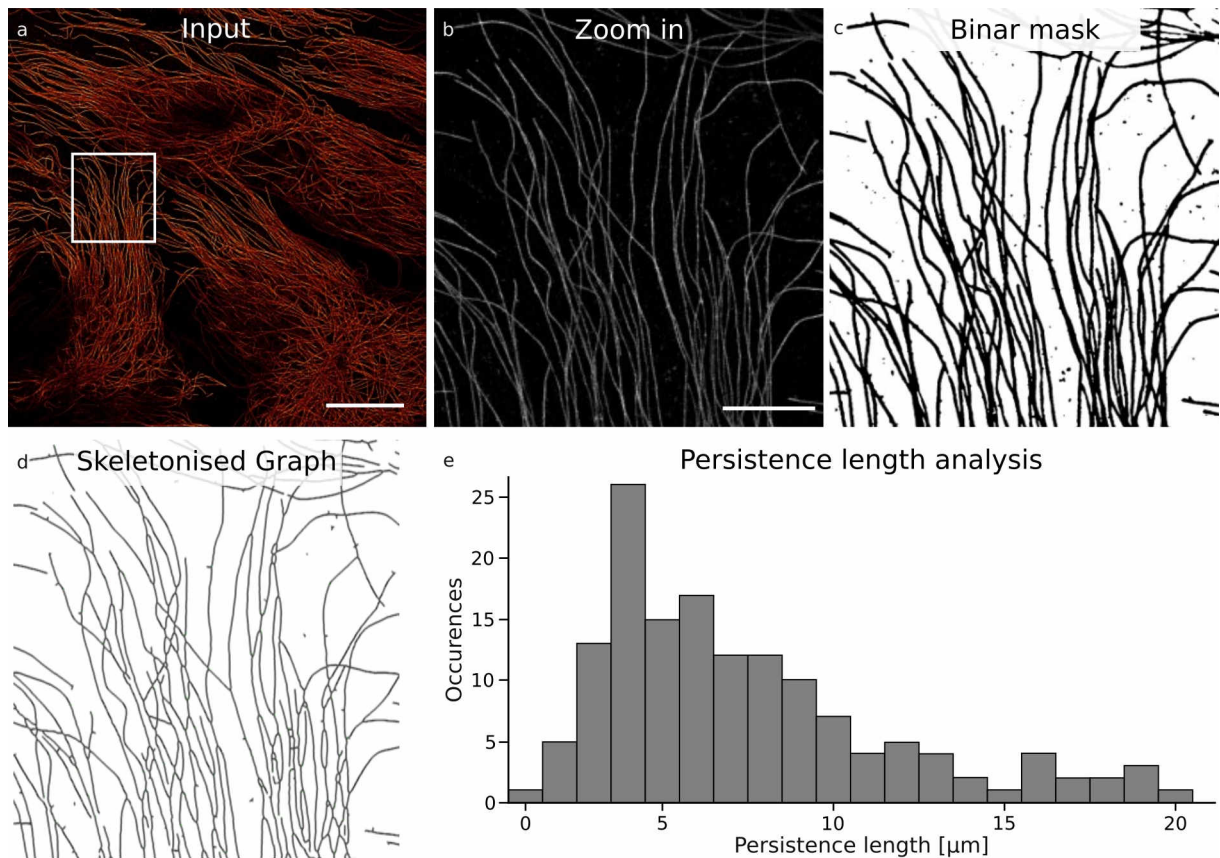 a
Input
b
Zoom in
c
Binar mask
d
Skeletonised Graph
e
Persistence length analysis
25
20
15
10
5
0
Occurences
0
5
10
15
20
Persistence length [µm]